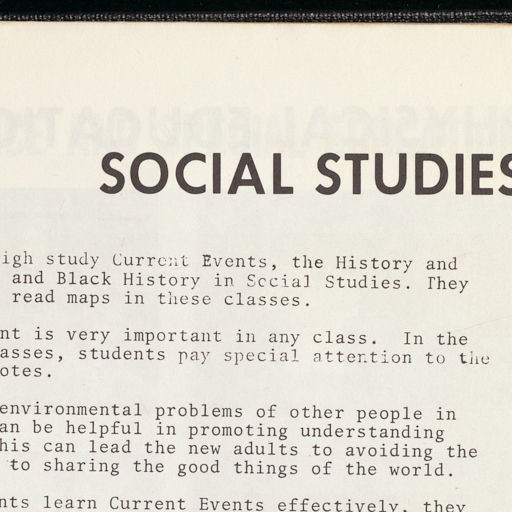 SOCIAL STUDIES
igh study Current Events, the History and
and Black History in Social Studies. They
read maps in these classes.
nt is very important in any class. In the
asses, students pay special attention to the
otes.
environmental problems of other people in
an be helpful in promoting understanding
his can lead the new adults to avoiding the
to sharing the good things of the world.
nts learn Current Events effectively, they